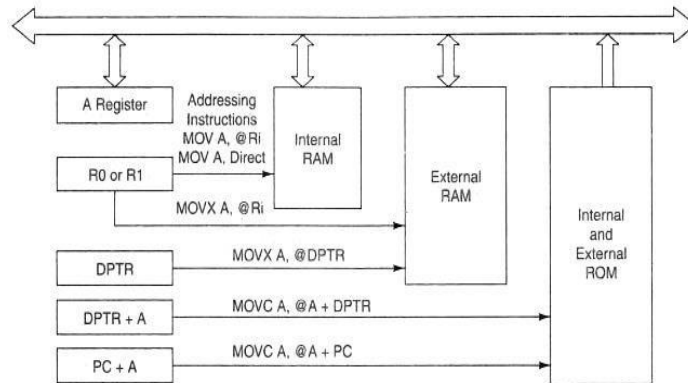 A Register
Addressing
Instructions
MOV A, @Ri
MOV A, Direct
Internal
RAM
R0 or R1
MOVX A, @Ri
External
RAM
DPTR
MOVX A, @DPTR
Internal
and
External
ROM
DPTR + A
MOVC A, @A + DPTR
PC + A
MOVC A, @A + PC